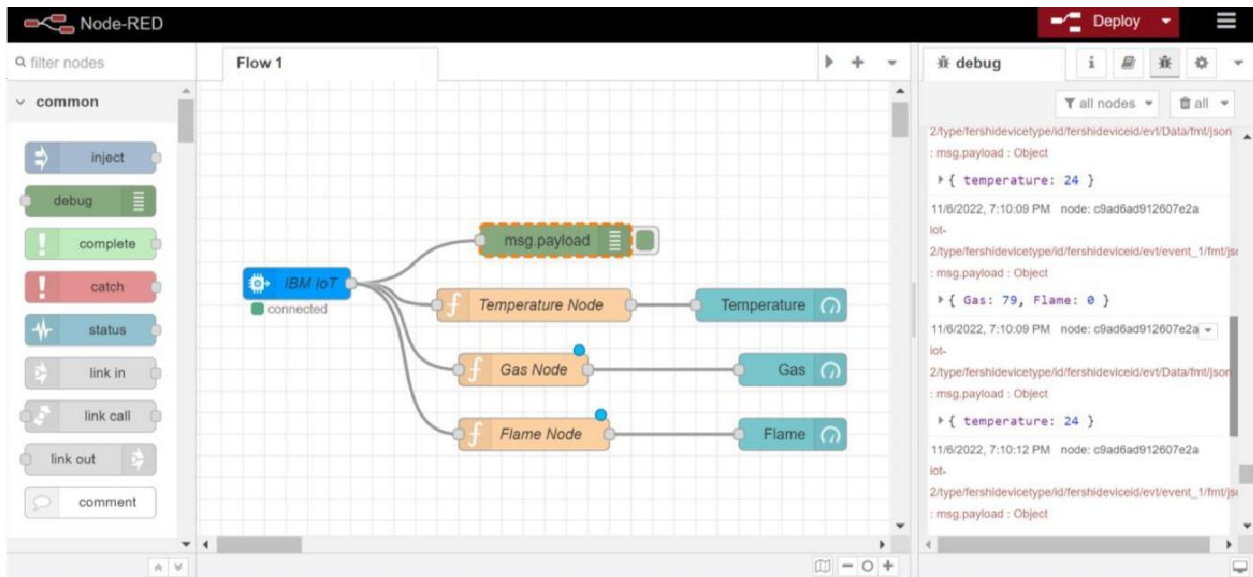 Node-RED
Deploy
filter nodes
Flow 1
debug
i
common
all nodes
all
inject
debug
complete
catch
status
link in
link call
link out
comment
msg.payload
IBM IoT
connected
Temperature Node
Temperature
Gas Node
Gas
Flame Node
Flame
2/type/fershidevicetype/id/fershideviceid/evt/Data/fmt/json
: msg.payload : Object
{ temperature: 24 }
11/6/2022, 7:10:09 PM node: c9ad6ad912607e2a
iot-
2/type/fershidevicetype/id/fershideviceid/evt/event_1/fmt/js
: msg.payload : Object
{ Gas: 79, Flame: 0 }
11/6/2022, 7:10:09 PM node: c9ad6ad912607e2a
iot-
2/type/fershidevicetype/id/fershideviceid/evt/Data/fmt/json
: msg.payload : Object
{ temperature: 24 }
11/6/2022, 7:10:12 PM node: c9ad6ad912607e2a
iot-
2/type/fershidevicetype/id/fershideviceid/evt/event_1/fmt/js
: msg.payload : Object